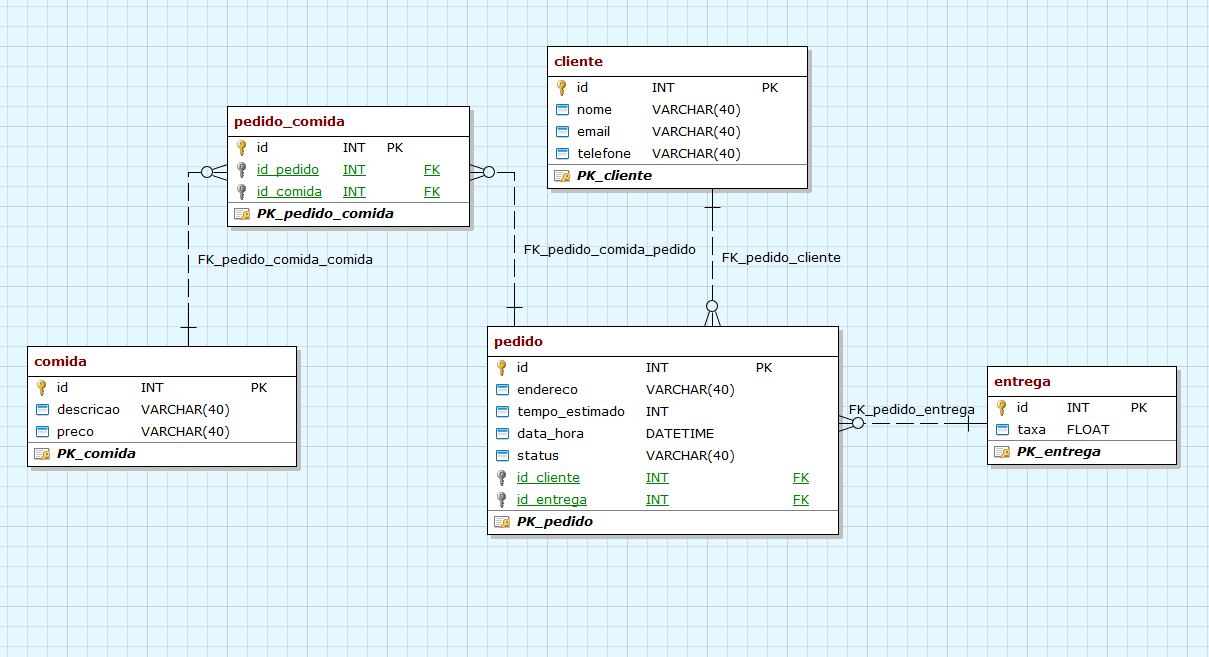 cliente
id INT PK
nome VARCHAR(40)
email VARCHAR(40)
telefone VARCHAR(40)
PK_cliente
pedido_comida
id INT PK
id_pedido INT FK
id_comida INT FK
PK_pedido_comida
FK_pedido_comida_comida
FK_pedido_comida_pedido
FK_pedido_cliente
comida
id INT PK
descricao VARCHAR(40)
preco VARCHAR(40)
PK_comida
pedido
id INT PK
endereco VARCHAR(40)
tempo_estimado INT
data_hora DATETIME
status VARCHAR(40)
id_cliente INT FK
id_entrega INT FK
PK_pedido
FK_pedido_entrega
entrega
id INT PK
taxa FLOAT
PK_entrega